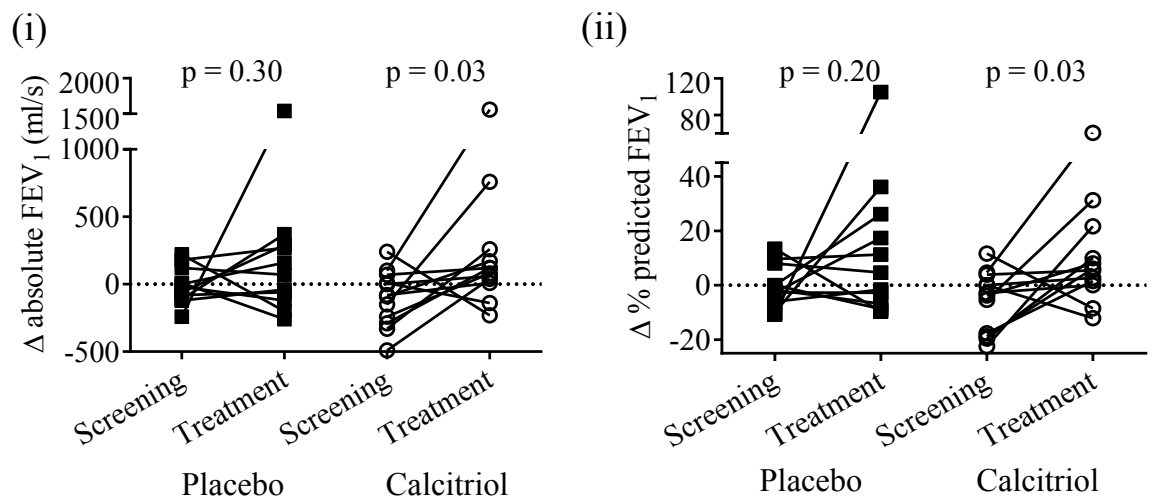 (i)
Δ absolute FEV₁ (ml/s)
2000
1500
1000
500
0
-500
p = 0.30
p = 0.03
Screening
Treatment
Screening
Treatment
Placebo
Calcitriol
(ii)
Δ % predicted FEV₁
120
80
40
20
0
-20
p = 0.20
p = 0.03
Screening
Treatment
Screening
Treatment
Placebo
Calcitriol